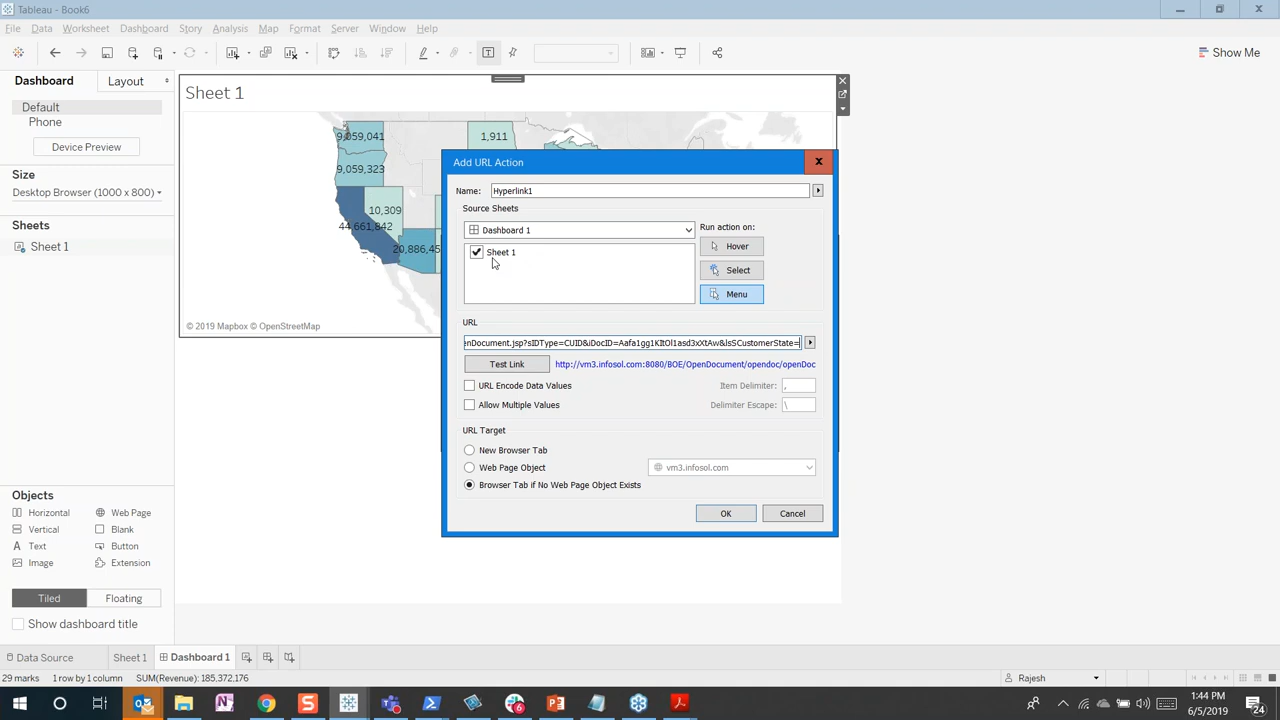 Tableau - Book6
File Data Worksheet Dashboard Story Analysis Map Format Server Window Help
Show Me
Dashboard Layout
Default
Phone
Device Preview
Size
Desktop Browser (1000 x 800)
Sheets
Sheet 1
Objects
Horizontal Web Page
Vertical Blank
Text Button
Image Extension
Tiled Floating
Show dashboard title
Sheet 1
9,059,041
1,911
9,059,323
10,309
44,661,842
20,886,45
© 2019 Mapbox © OpenStreetMap
Add URL Action
Name: Hyperlink1
Source Sheets
Dashboard 1
Run action on:
Sheet 1
Hover
Select
Menu
URL
enDocument.jsp?sIDType=CUID&iDocID=Aafa1gg1KItOl1asd3xXtAw&lsSCustomerState=
Test Link http://vm3.infosol.com:8080/BOE/OpenDocument/opendoc/openDoc
URL Encode Data Values Item Delimiter: ,
Allow Multiple Values Delimiter Escape: \
URL Target
New Browser Tab
Web Page Object vm3.infosol.com
Browser Tab if No Web Page Object Exists
OK Cancel
Data Source Sheet 1 Dashboard 1
29 marks 1 row by 1 column SUM(Revenue): 185,372,176 Rajesh
1:44 PM
6/5/2019
24